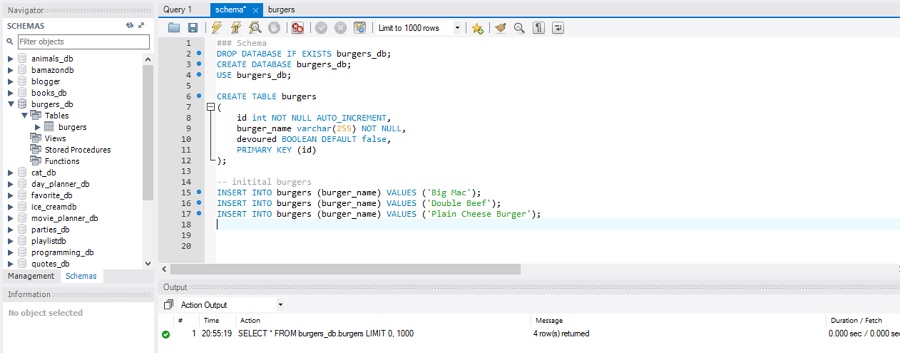 Navigator
SCHEMAS
Filter objects
animals_db
bamazondb
blogger
books_db
burgers_db
Tables
burgers
Views
Stored Procedures
Functions
cat_db
day_planner_db
favorite_db
ice_creamdb
movie_planner_db
parties_db
playlistdb
programming_db
quotes_db
Management Schemas
Information
No object selected
Query 1 schema* burgers
Limit to 1000 rows
1 ### Schema
2 DROP DATABASE IF EXISTS burgers_db;
3 CREATE DATABASE burgers_db;
4 USE burgers_db;
5
6 CREATE TABLE burgers
7 (
8 id int NOT NULL AUTO_INCREMENT,
9 burger_name varchar(255) NOT NULL,
10 devoured BOOLEAN DEFAULT false,
11 PRIMARY KEY (id)
12 );
13
14 -- initital burgers
15 INSERT INTO burgers (burger_name) VALUES ('Big Mac');
16 INSERT INTO burgers (burger_name) VALUES ('Double Beef');
17 INSERT INTO burgers (burger_name) VALUES ('Plain Cheese Burger');
18
19
20
Output
Action Output
# Time Action Message Duration / Fetch
1 20:55:19 SELECT * FROM burgers_db.burgers LIMIT 0, 1000 4 row(s) returned 0.000 sec / 0.000 sec